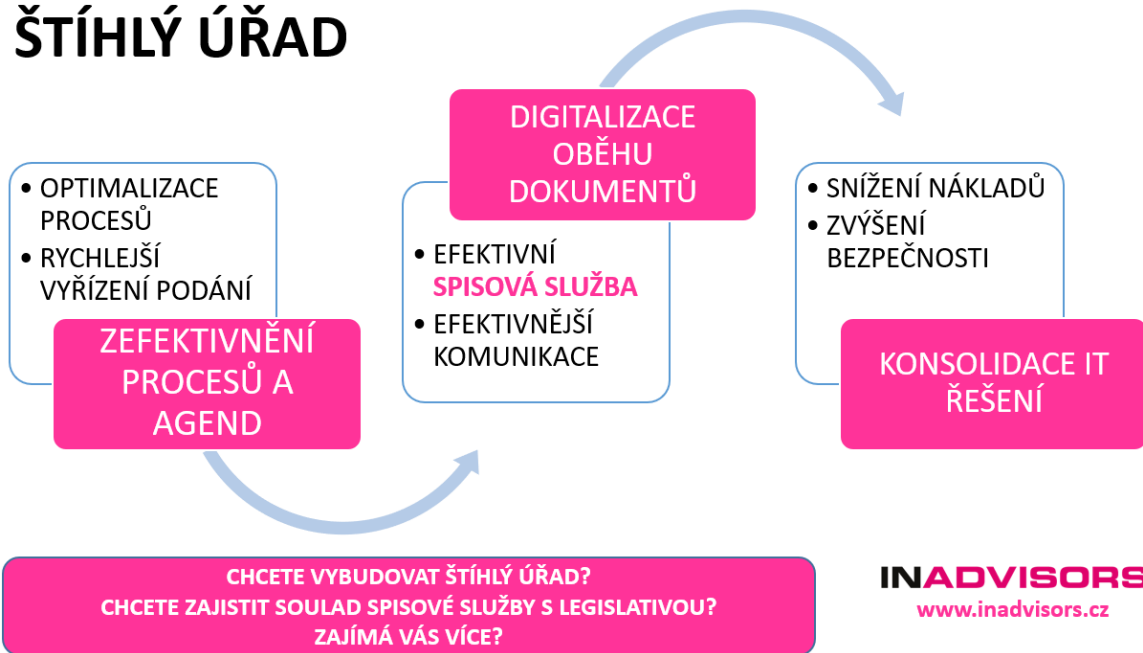 ŠTÍHLÝ ÚŘAD
• OPTIMALIZACE
PROCESŮ
• RYCHLEJŠÍ
VYŘÍZENÍ PODÁNÍ
ZEFEKTIVNĚNÍ
PROCESŮ A
AGEND
DIGITALIZACE
OBĚHU
DOKUMENTŮ
• EFEKTIVNÍ
SPISOVÁ SLUŽBA
• EFEKTIVNĚJŠÍ
KOMUNIKACE
• SNÍŽENÍ NÁKLADŮ
• ZVÝŠENÍ
BEZPEČNOSTI
KONSOLIDACE IT
ŘEŠENÍ
CHCETE VYBUDOVAT ŠTÍHLÝ ÚŘAD?
CHCETE ZAJISTIT SOULAD SPISOVÉ SLUŽBY S LEGISLATIVOU?
ZAJÍMÁ VÁS VÍCE?
INADVISORS
www.inadvisors.cz